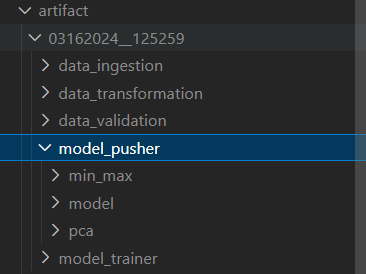 artifact
03162024__125259
data_ingestion
data_transformation
data_validation
model_pusher
min_max
model
pca
model_trainer